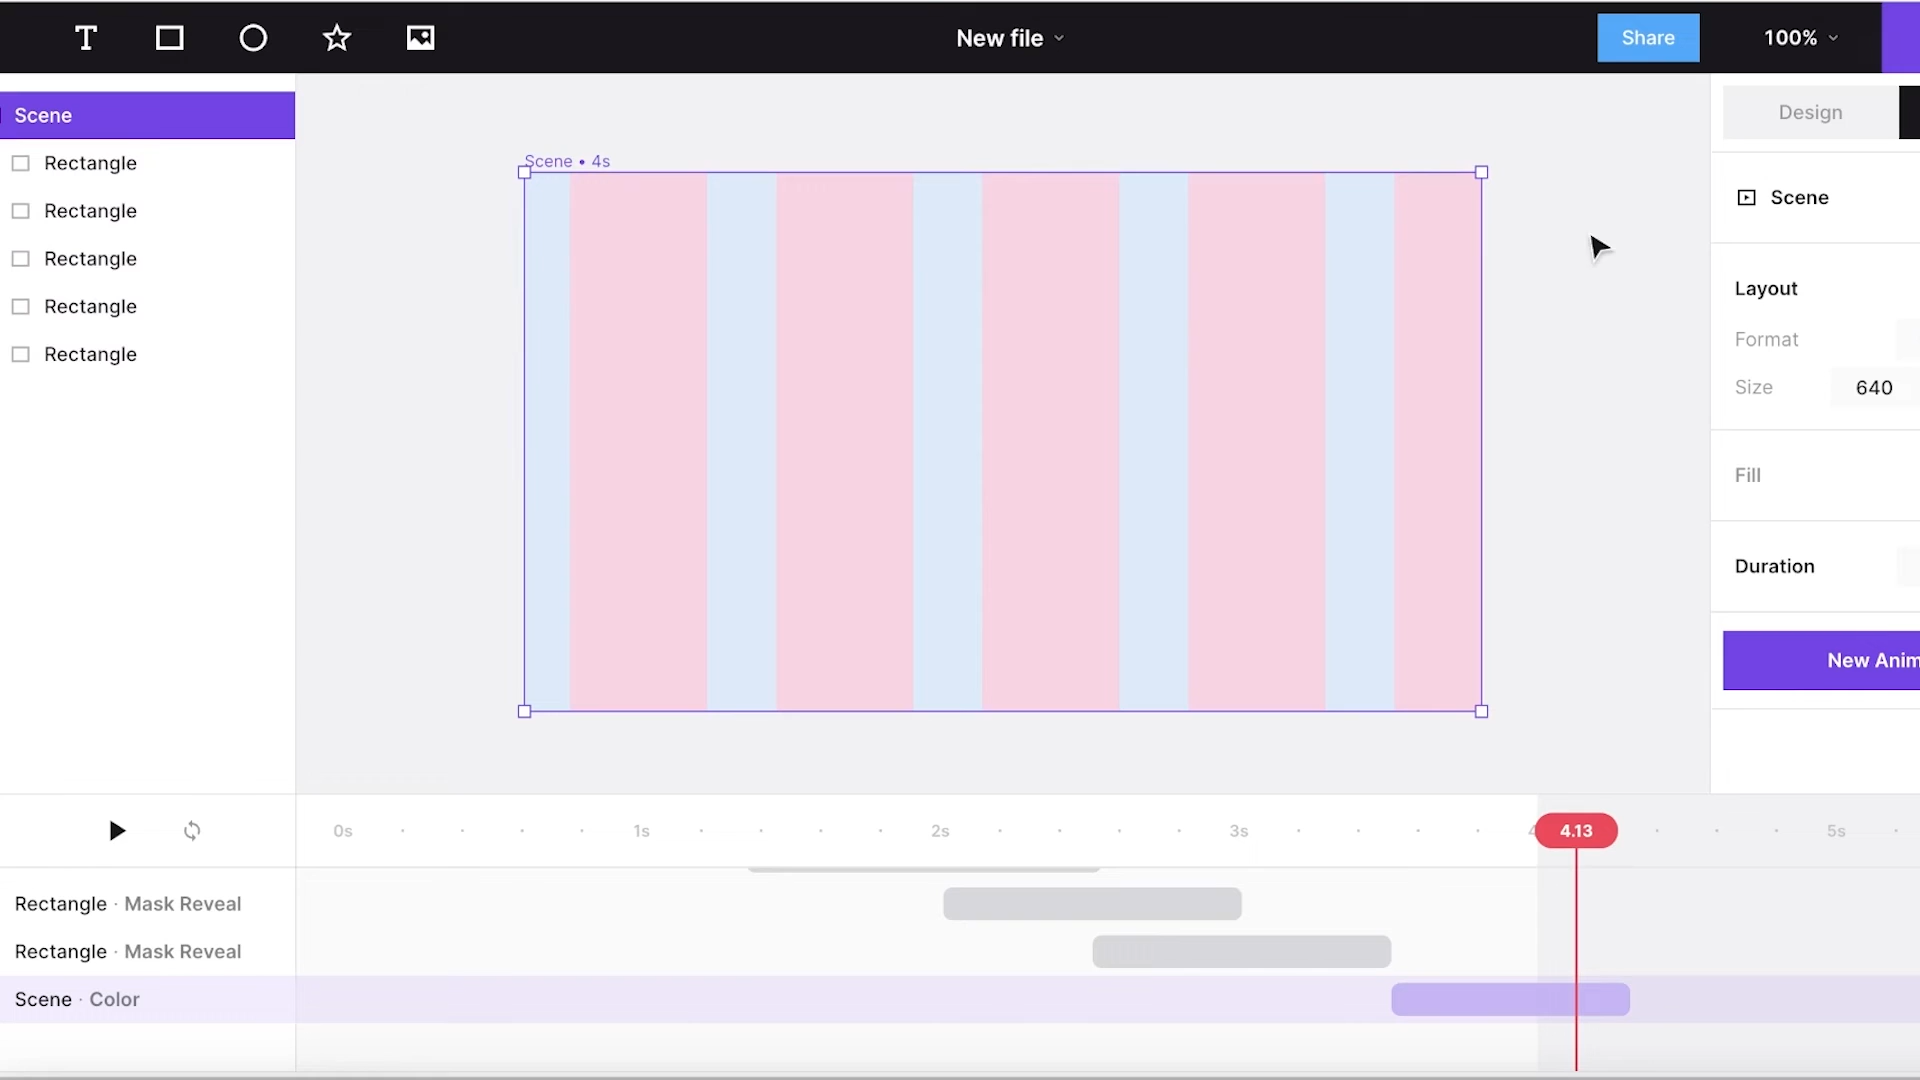 T
New file
Share
100%
Scene
Rectangle
Rectangle
Rectangle
Rectangle
Rectangle
Scene • 4s
Design
Scene
Layout
Format
Size 640
Fill
Duration
New Anim
0s 1s 2s 3s 4 4.13 5s
Rectangle · Mask Reveal
Rectangle · Mask Reveal
Scene · Color